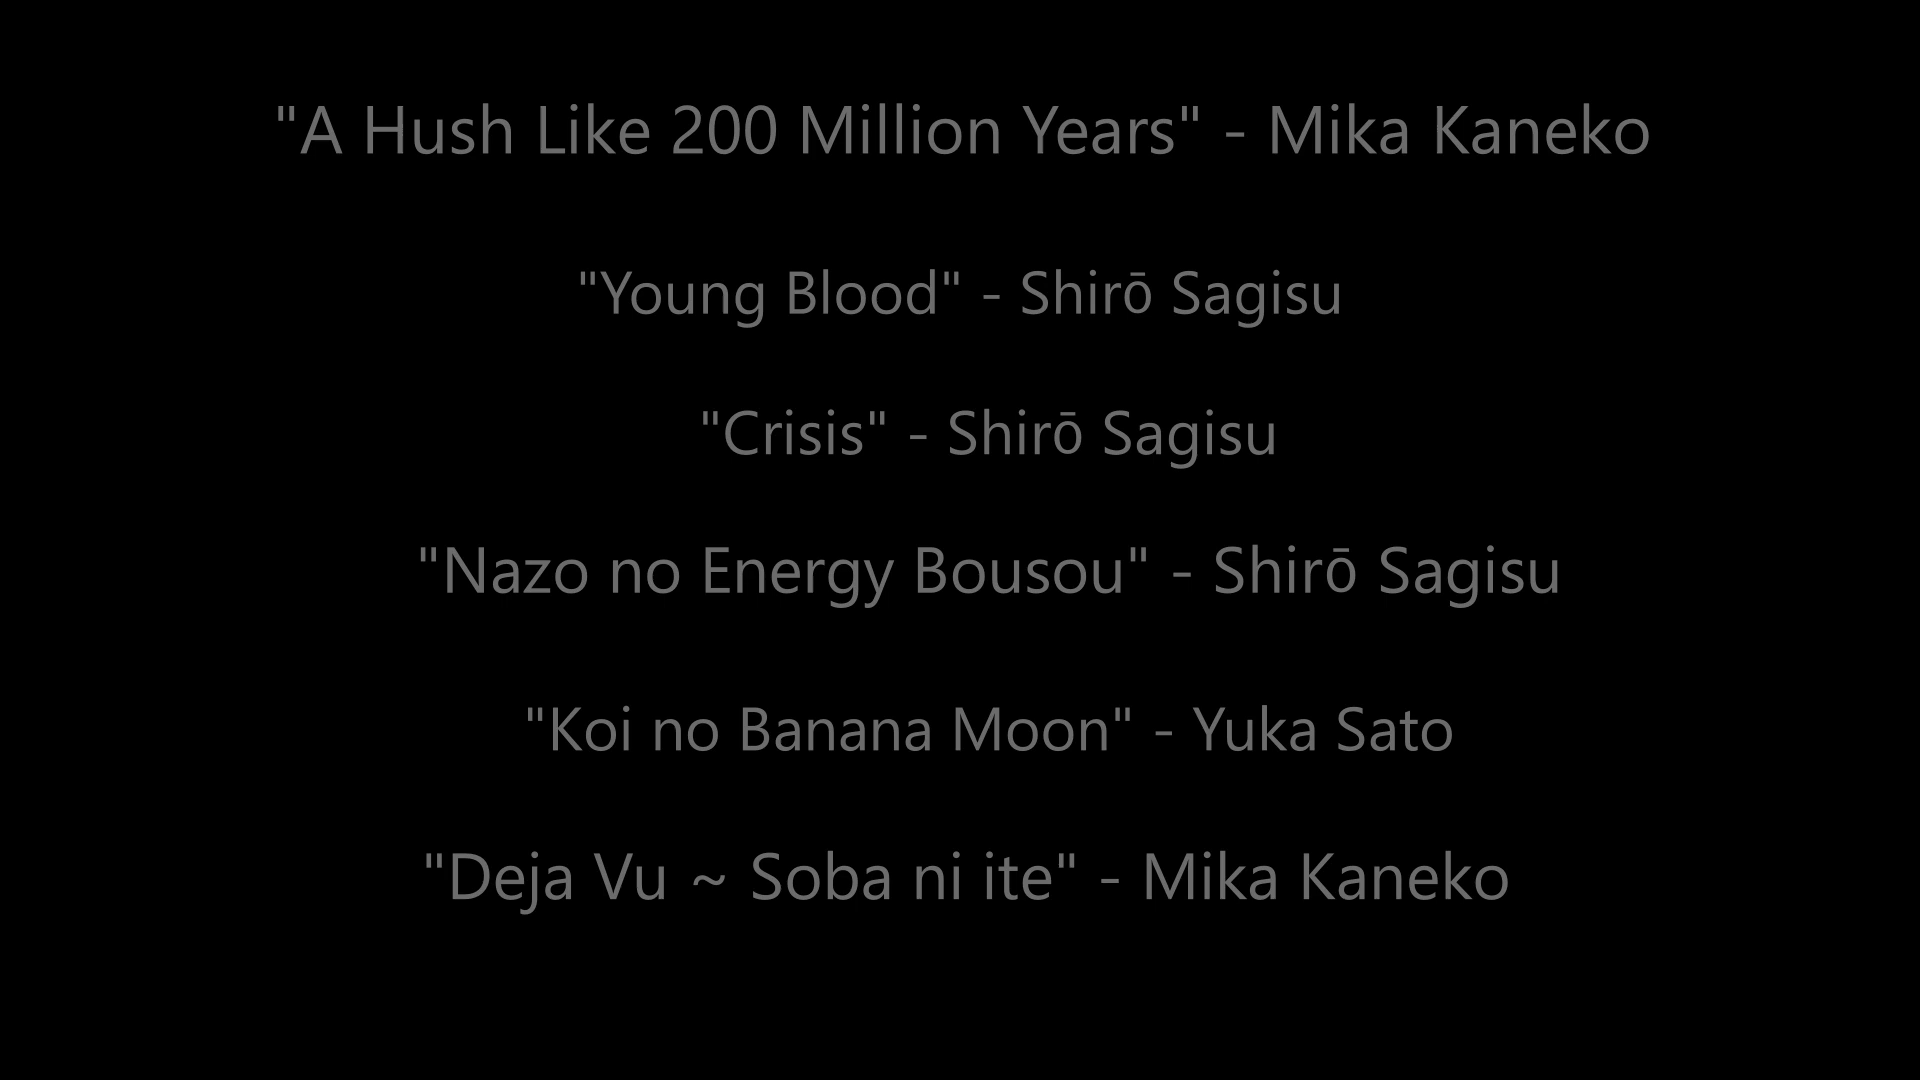 "A Hush Like 200 Million Years" - Mika Kaneko
"Young Blood" - Shirō Sagisu
"Crisis" - Shirō Sagisu
"Nazo no Energy Bousou" - Shirō Sagisu
"Koi no Banana Moon" - Yuka Sato
"Deja Vu ~ Soba ni ite" - Mika Kaneko